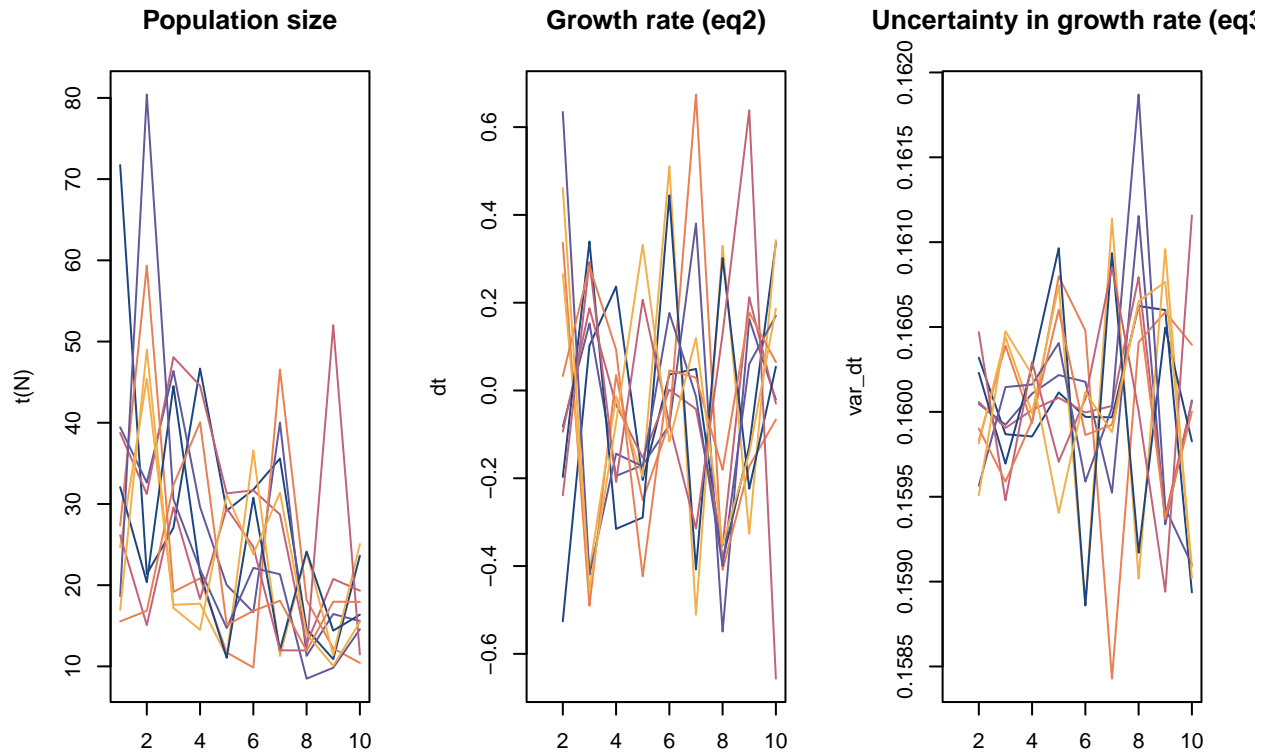 Population size
t(N)
80
70
60
50
40
30
20
10
2 4 6 8 10
Growth rate (eq2)
dt
0.6
0.4
0.2
0.0
−0.2
−0.4
−0.6
2 4 6 8 10
Uncertainty in growth rate (eq3
var_dt
0.1620
0.1615
0.1610
0.1605
0.1600
0.1595
0.1590
0.1585
2 4 6 8 10